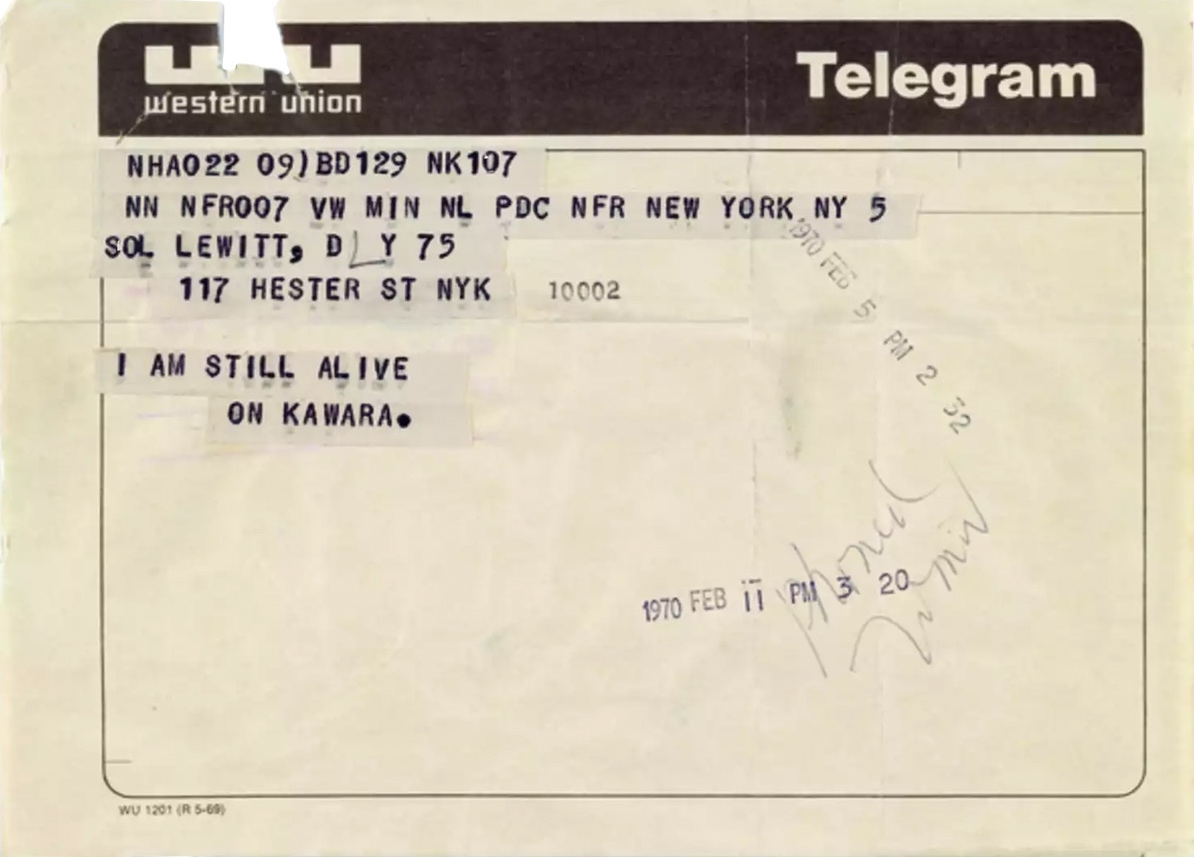 western union
Telegram
NHA022 09)BD129 NK107
NN NFR007 VW MIN NL PDC NFR NEW YORK NY 5
SOL LEWITT, D L Y 75
117 HESTER ST NYK 10002
I AM STILL ALIVE
ON KAWARA.
1970 FEB 5 PM 2 32
phoned
1970 FEB 11 PM 3 20
WU 1201 (R 5-69)